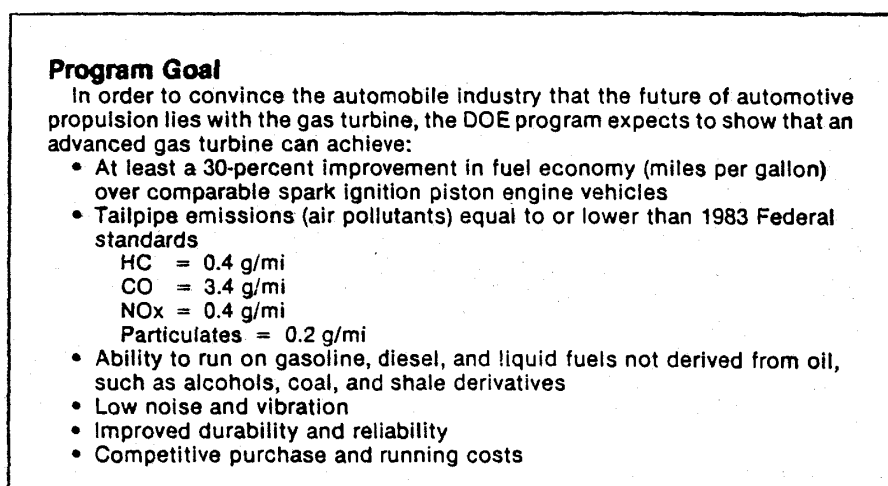 Program Goal
In order to convince the automobile industry that the future of automotive
propulsion lies with the gas turbine, the DOE program expects to show that an
advanced gas turbine can achieve:
• At least a 30-percent improvement in fuel economy (miles per gallon)
over comparable spark ignition piston engine vehicles
• Tailpipe emissions (air pollutants) equal to or lower than 1983 Federal
standards
HC = 0.4 g/mi
CO = 3.4 g/mi
NOx = 0.4 g/mi
Particulates = 0.2 g/mi
• Ability to run on gasoline, diesel, and liquid fuels not derived from oil,
such as alcohols, coal, and shale derivatives
• Low noise and vibration
• Improved durability and reliability
• Competitive purchase and running costs